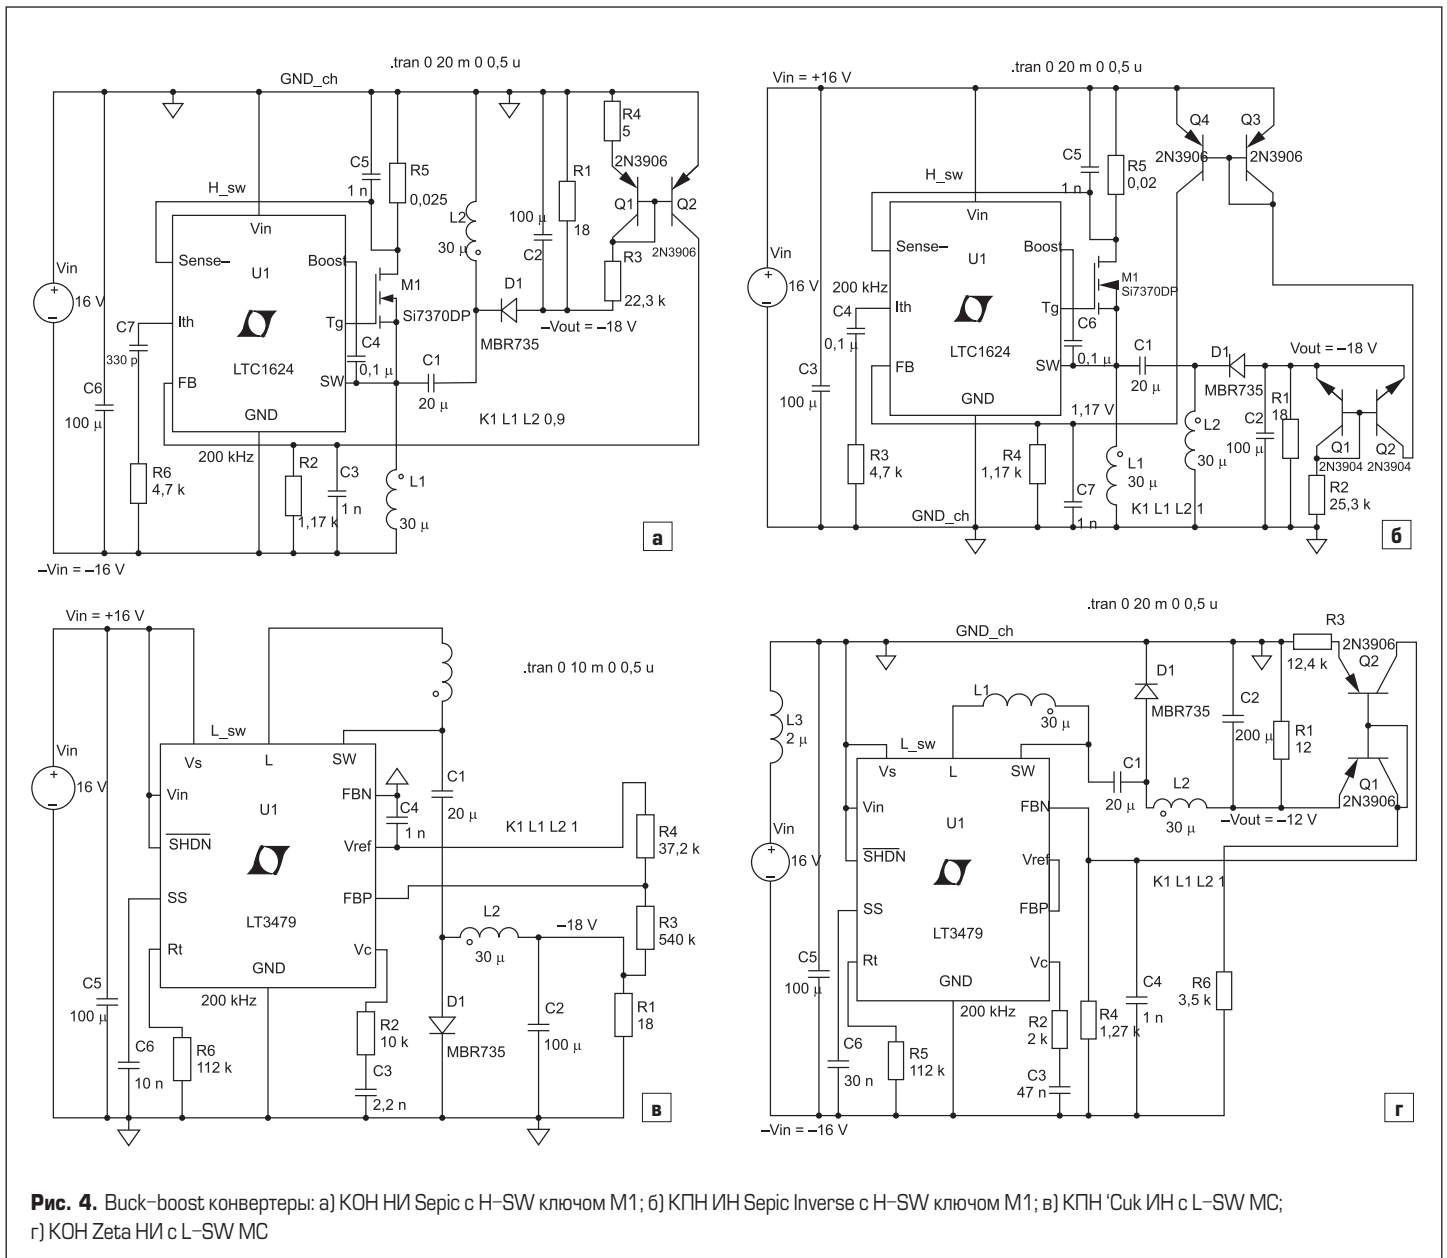 .tran 0 20 m 0 0,5 u
GND_ch
R4
5
2N3906
C5
1 n
R5
0,025
R1
18
H_sw
Q1
Q2
L2
30 µ
100 µ
C2
2N3906
Vin
Sense–
U1
Boost
R3
22,3 k
M1
Si7370DP
D1
–Vout = –18 V
MBR735
Vin
16 V
C7
330 p
Ith
Tg
C4
0,1 µ
LTC1624
FB
SW
C1
20 µ
C6
100 µ
GND
K1 L1 L2 0,9
200 kHz
R2
1,17 k
C3
1 n
L1
30 µ
R6
4,7 k
–Vin = –16 V
а
.tran 0 20 m 0 0,5 u
Vin = +16 V
Q4
Q3
2N3906
2N3906
C5
1 n
R5
0,02
H_sw
Vin
Sense–
U1
Boost
M1
Si7370DP
Vin
16 V
200 kHz
C4
0,1 µ
Ith
Tg
C6
0,1 µ
LTC1624
FB
SW
C1
20 µ
D1
MBR735
Vout = –18 V
C3
100 µ
GND
1,17 V
L2
30 µ
C2
100 µ
R1
18
Q1
Q2
2N3904
2N3904
R3
4,7 k
R4
1,17 k
C7
1 n
L1
30 µ
K1 L1 L2 1
R2
25,3 k
GND_ch
б
Vin = +16 V
.tran 0 10 m 0 0,5 u
L_sw
Vs
L
SW
Vin
16 V
Vin
U1
FBN
C4
1 n
C1
20 µ
K1 L1 L2 1
SHDN
Vref
R4
37,2 k
SS
FBP
LT3479
L2
30 µ
–18 V
R3
540 k
Rt
Vc
GND
200 kHz
C5
100 µ
D1
MBR735
C2
100 µ
R1
18
C6
10 n
R6
112 k
R2
10 k
C3
2,2 n
в
.tran 0 20 m 0 0,5 u
GND_ch
R3
12,4 k
2N3906
Q2
D1
MBR735
L1
30 µ
C2
200 µ
R1
12
L3
2 µ
L_sw
Vs
L
SW
C1
20 µ
L2
30 µ
Q1
2N3906
–Vout = –12 V
Vin
16 V
Vin
U1
FBN
SHDN
Vref
K1 L1 L2 1
SS
FBP
LT3479
Rt
Vc
GND
200 kHz
C5
100 µ
C6
30 n
R5
112 k
R2
2 k
C3
47 n
R4
1,27 k
C4
1 n
R6
3,5 k
–Vin = –16 V
г
Рис. 4. Buck–boost конвертеры: а) КОН НИ Sepic с H–SW ключом М1; б) КПН ИН Sepic Inverse с H–SW ключом М1; в) КПН ‘Cuk ИН с L–SW МС;
г) КОН Zeta НИ с L–SW МС